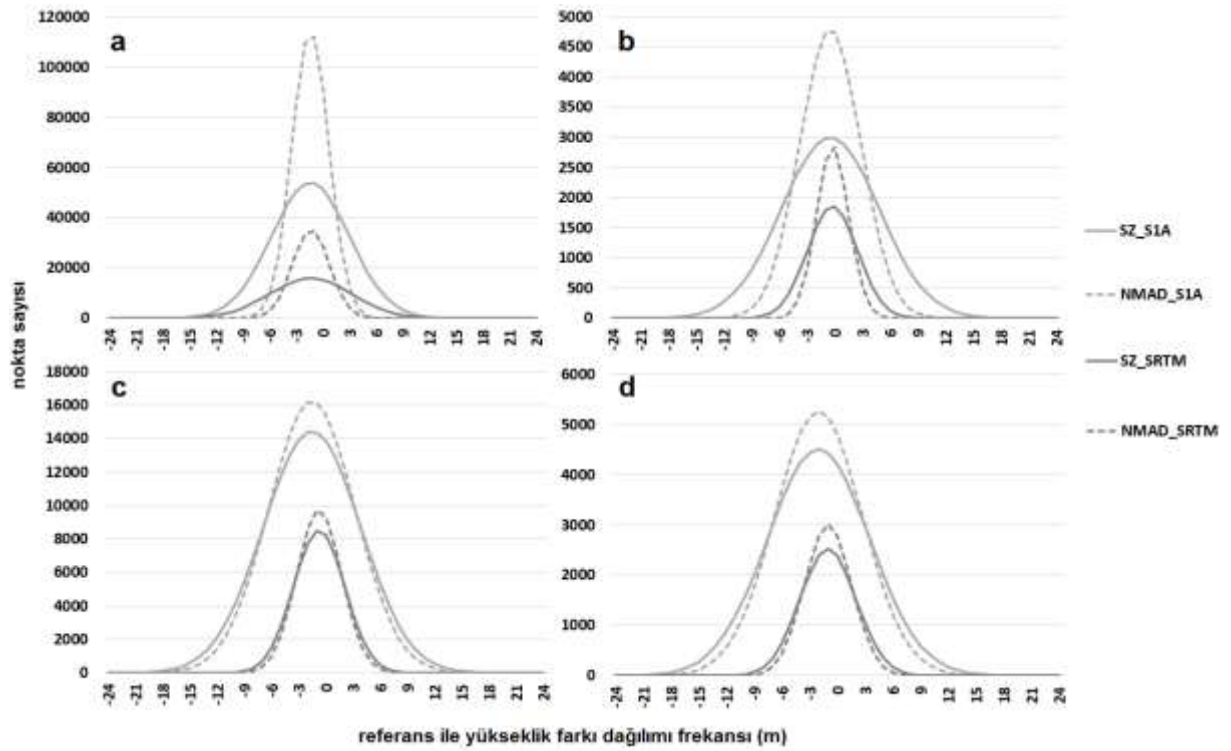 a
120000
100000
80000
60000
40000
20000
0
-24 -21 -18 -15 -12 -9 -6 -3 0 3 6 9 12 15 18 21 24
b
5000
4500
4000
3500
3000
2500
2000
1500
1000
500
0
-24 -21 -18 -15 -12 -9 -6 -3 0 3 6 9 12 15 18 21 24
nokta sayısı
c
18000
16000
14000
12000
10000
8000
6000
4000
2000
0
-24 -21 -18 -15 -12 -9 -6 -3 0 3 6 9 12 15 18 21 24
d
6000
5000
4000
3000
2000
1000
0
-24 -21 -18 -15 -12 -9 -6 -3 0 3 6 9 12 15 18 21 24
SZ_S1A
NMAD_S1A
SZ_SRTM
NMAD_SRTM
referans ile yükseklik farkı dağılımı frekansı (m)